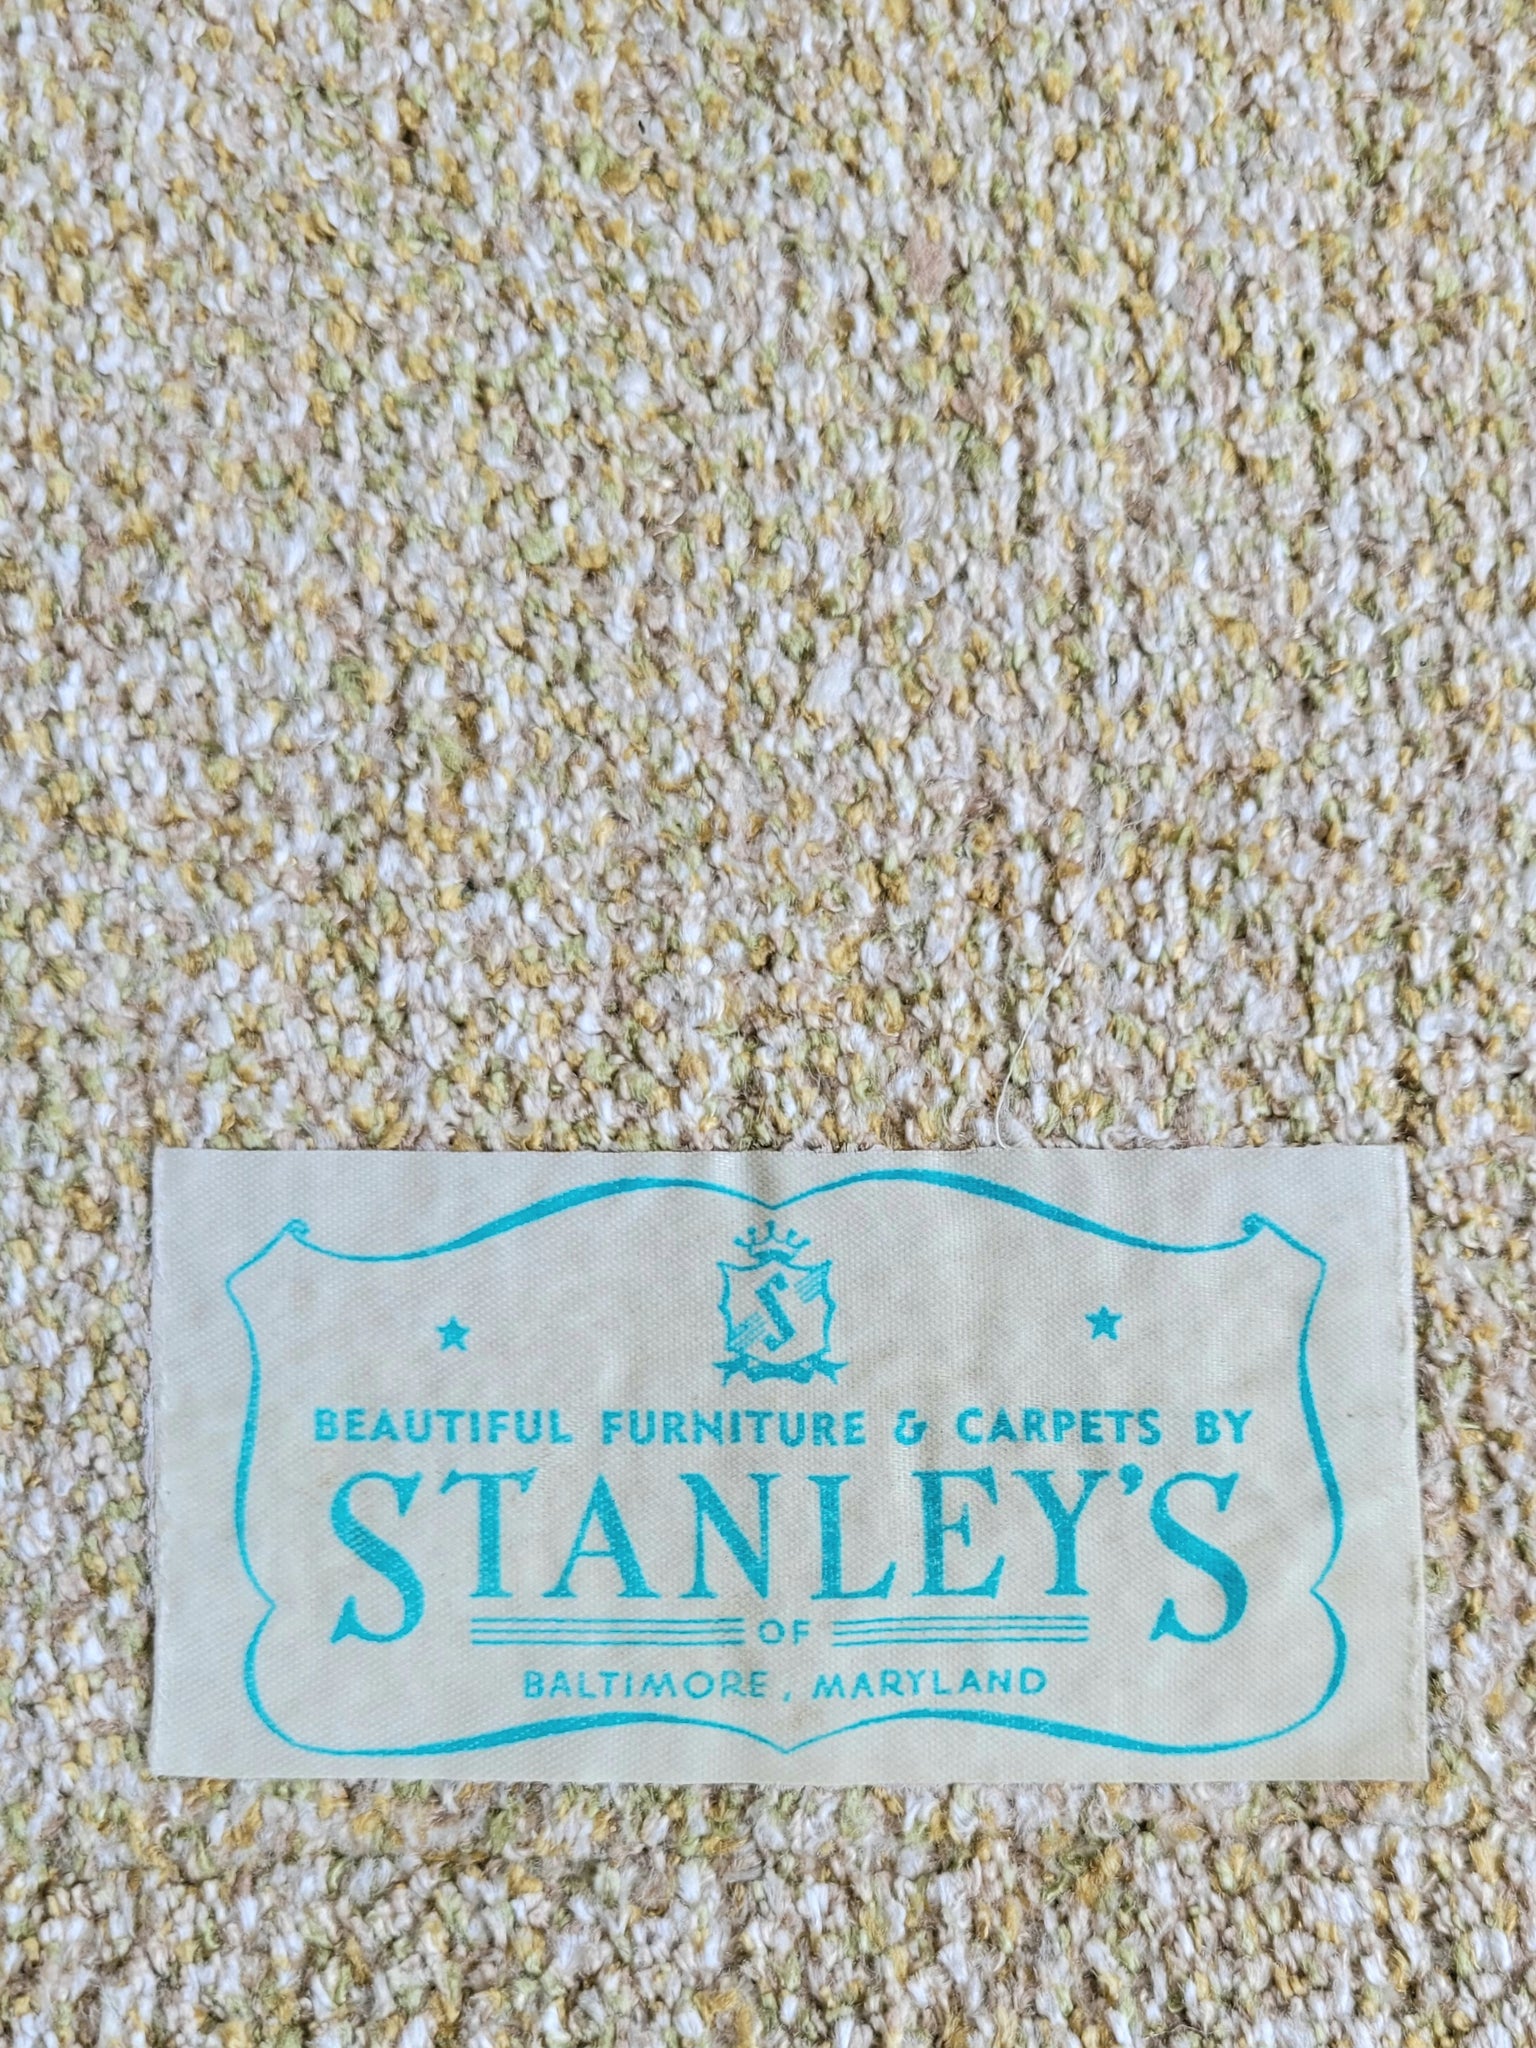 S
BEAUTIFUL FURNITURE & CARPETS BY
STANLEY'S
OF
BALTIMORE, MARYLAND